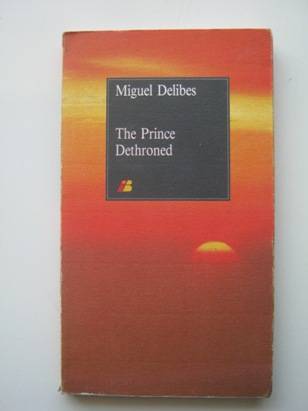 Miguel Delibes
The Prince
Dethroned